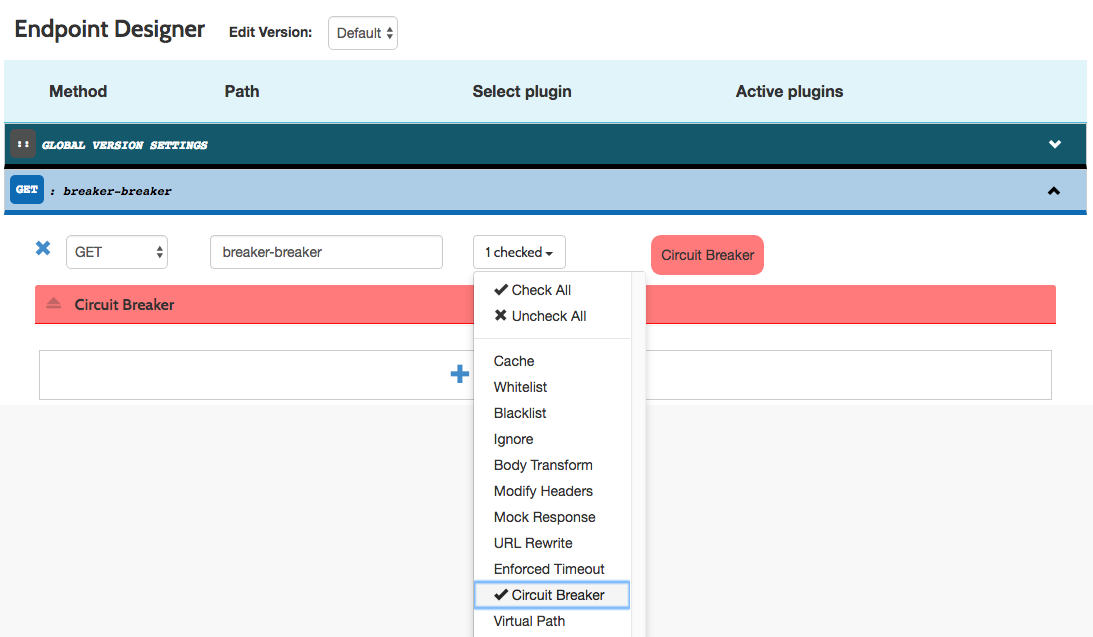 Endpoint Designer Edit Version: Default
Method Path Select plugin Active plugins
GLOBAL VERSION SETTINGS
GET : breaker-breaker
GET breaker-breaker 1 checked Circuit Breaker
Circuit Breaker
Check All
Uncheck All
Cache
Whitelist
Blacklist
Ignore
Body Transform
Modify Headers
Mock Response
URL Rewrite
Enforced Timeout
Circuit Breaker
Virtual Path